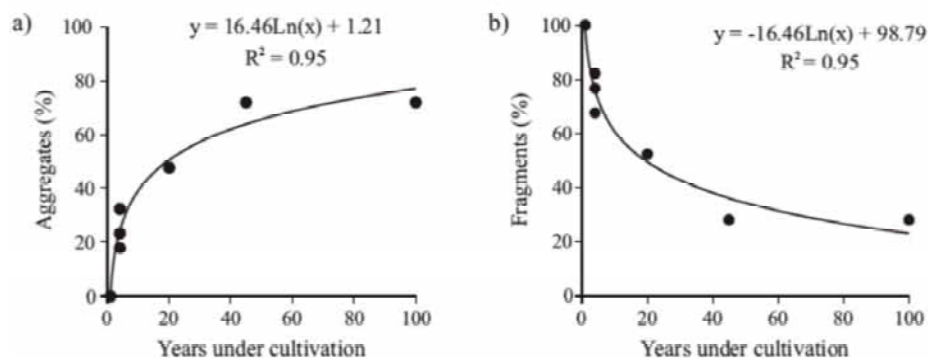 a)
y = 16.46Ln(x) + 1.21
R² = 0.95
100
80
60
40
20
0
Aggregates (%)
0 20 40 60 80 100
Years under cultivation
b)
y = -16.46Ln(x) + 98.79
R² = 0.95
100
80
60
40
20
0
Fragments (%)
0 20 40 60 80 100
Years under cultivation